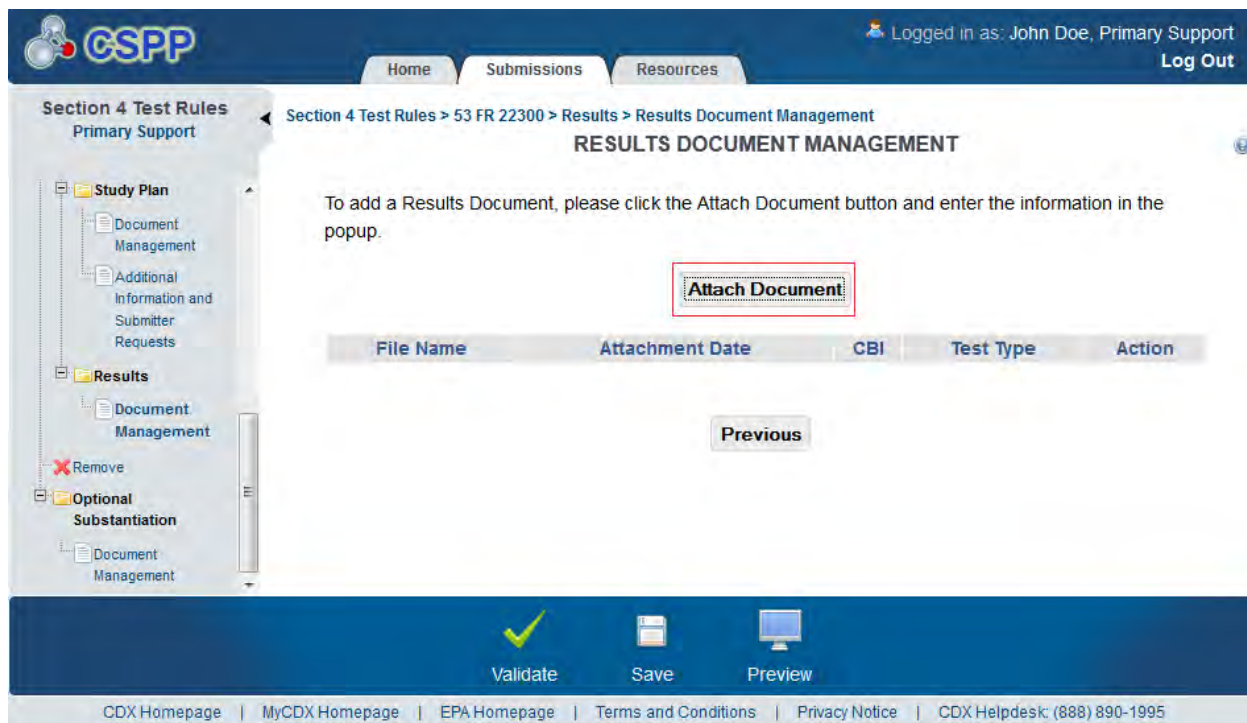 CSPP
Logged in as: John Doe, Primary Support
Log Out
Home Submissions Resources
Section 4 Test Rules
Primary Support
Study Plan
Document
Management
Additional
Information and
Submitter
Requests
Results
Document
Management
Remove
Optional
Substantiation
Document
Management
Section 4 Test Rules > 53 FR 22300 > Results > Results Document Management
RESULTS DOCUMENT MANAGEMENT
To add a Results Document, please click the Attach Document button and enter the information in the
popup.
Attach Document
File Name Attachment Date CBI Test Type Action
Previous
Validate Save Preview
CDX Homepage | MyCDX Homepage | EPA Homepage | Terms and Conditions | Privacy Notice | CDX Helpdesk: (888) 890-1995